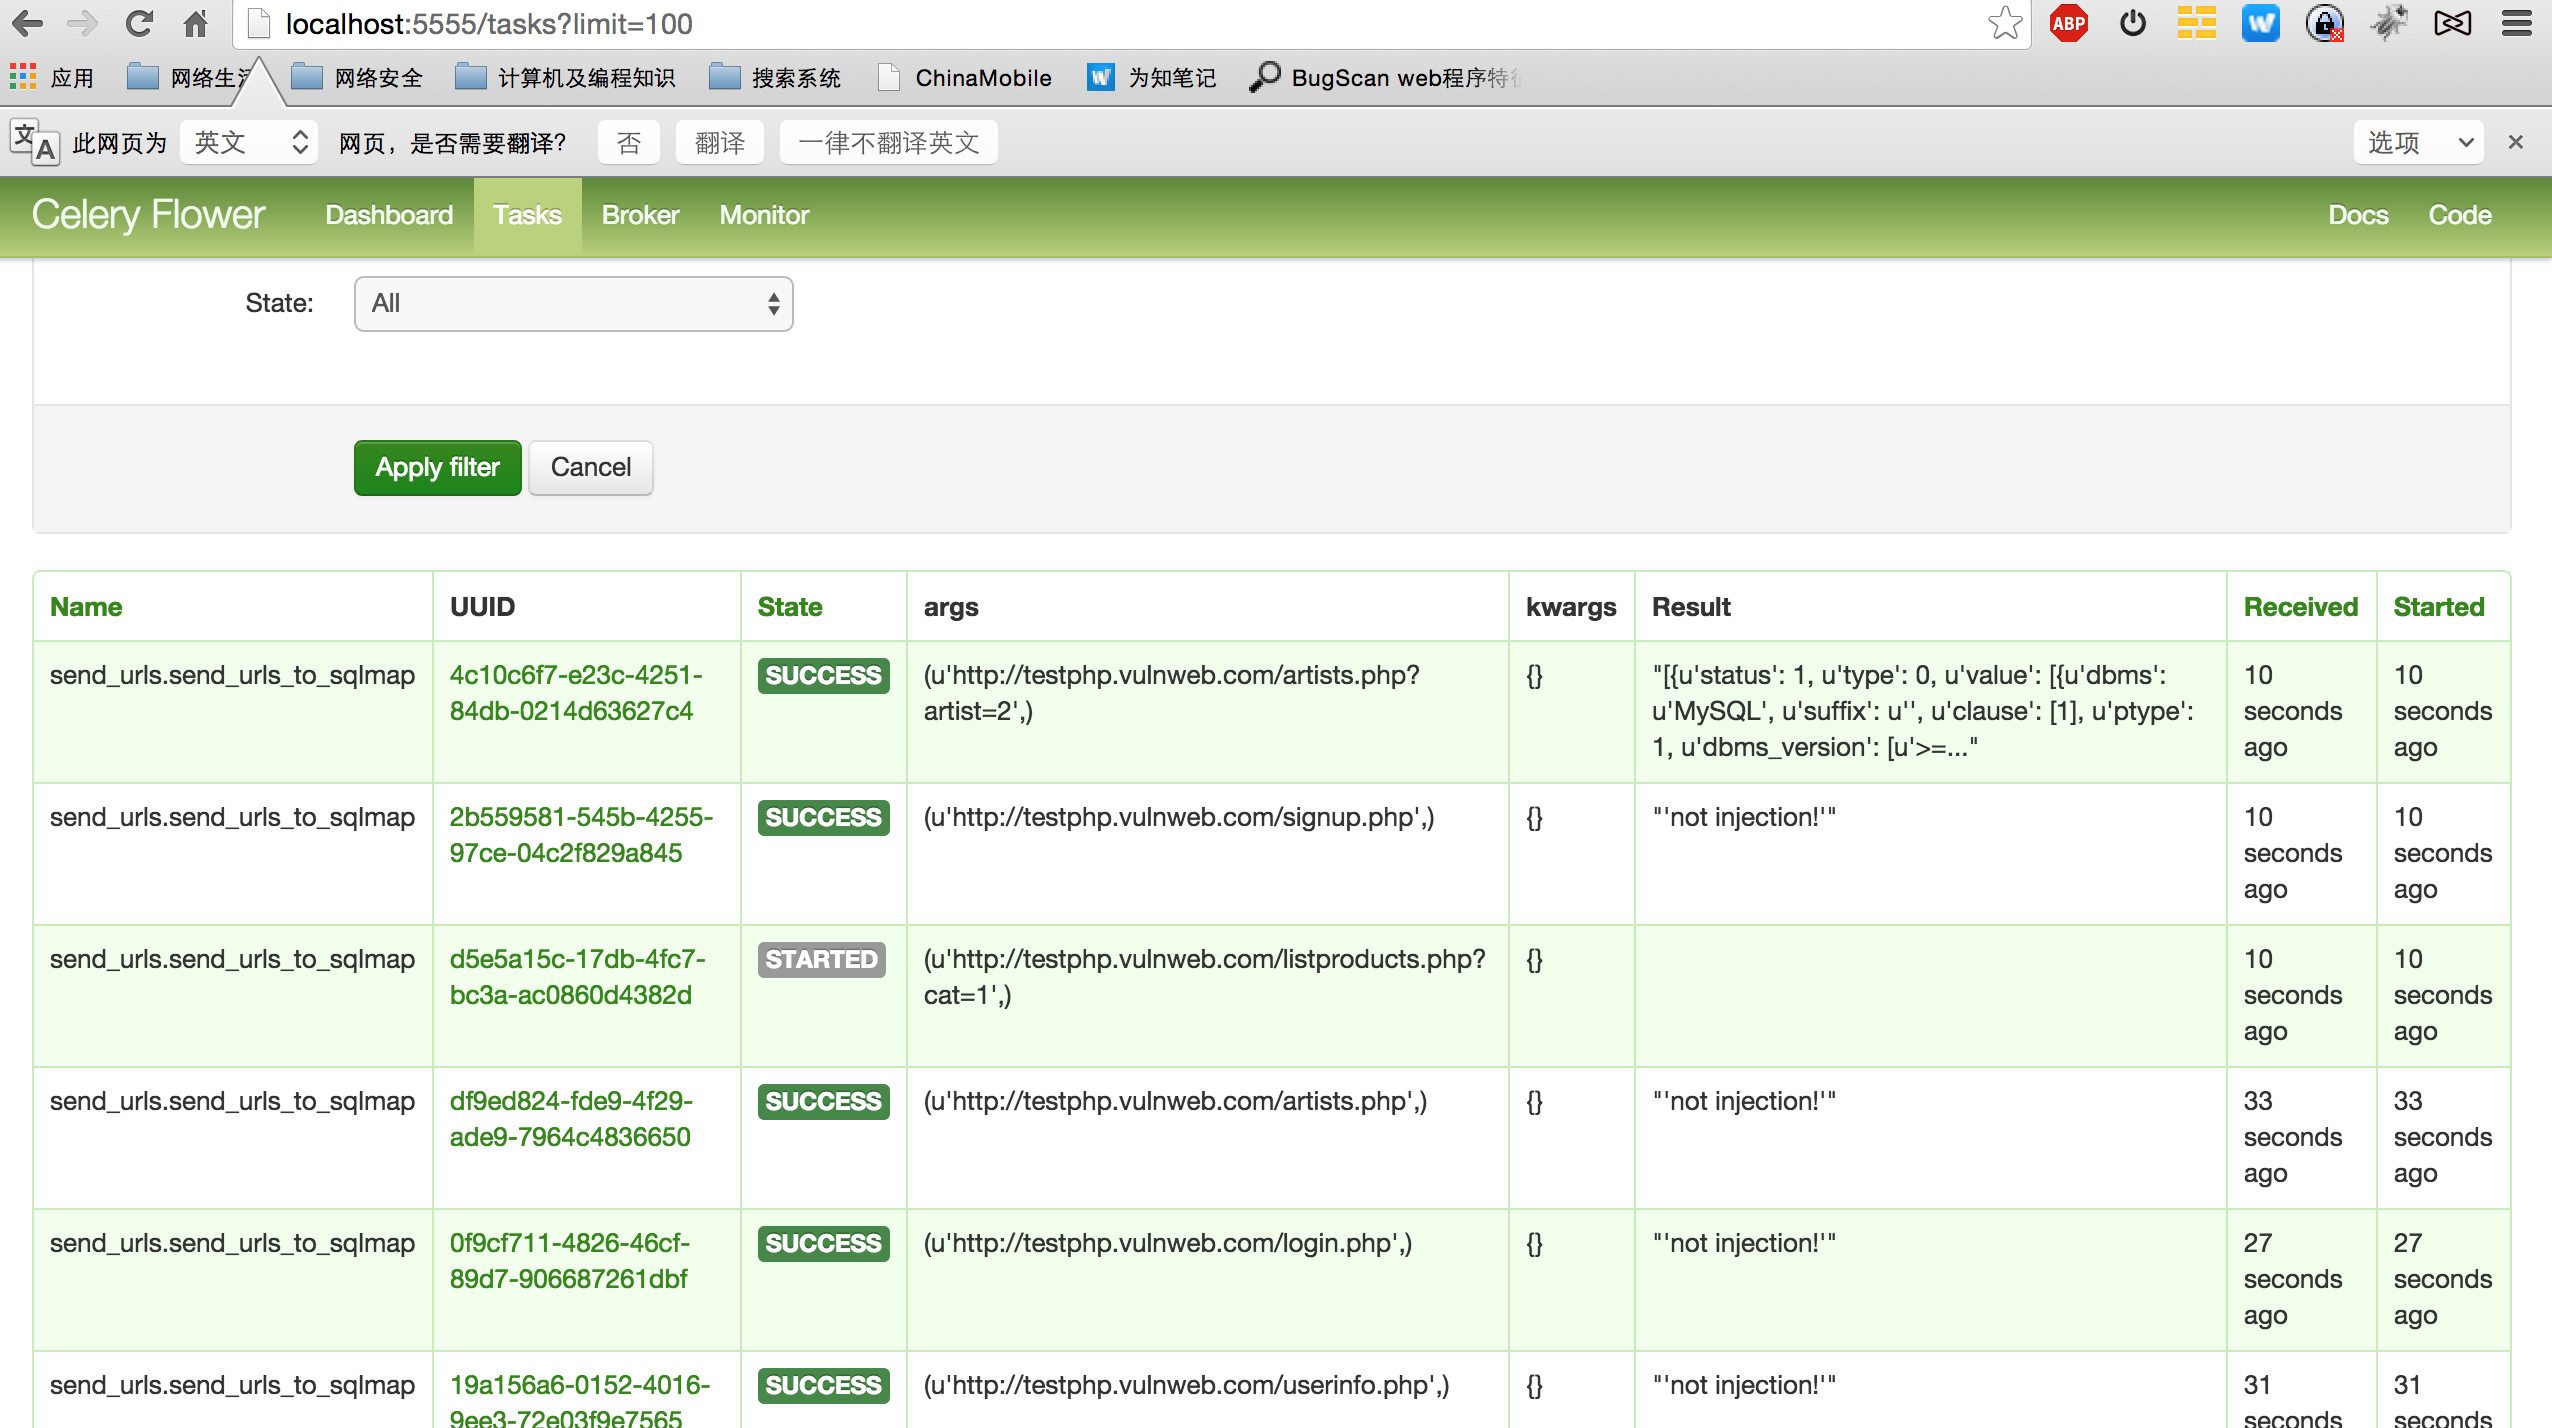 localhost:5555/tasks?limit=100
ABP
应用 网络生 网络安全 计算机及编程知识 搜索系统 ChinaMobile 为知笔记 BugScan web程序特
此网页为 英文 网页，是否需要翻译？ 否 翻译 一律不翻译英文 选项
Celery Flower Dashboard Tasks Broker Monitor Docs Code
State: All
Apply filter Cancel
Name UUID State args kwargs Result Received Started
send_urls.send_urls_to_sqlmap 4c10c6f7-e23c-4251- SUCCESS (u'http://testphp.vulnweb.com/artists.php? {} "[{u'status': 1, u'type': 0, u'value': [{u'dbms': 10 10
84db-0214d63627c4 artist=2',) u'MySQL', u'suffix': u'', u'clause': [1], u'ptype': seconds seconds
1, u'dbms_version': [u'>=..." ago ago
send_urls.send_urls_to_sqlmap 2b559581-545b-4255- SUCCESS (u'http://testphp.vulnweb.com/signup.php',) {} "'not injection!'" 10 10
97ce-04c2f829a845 seconds seconds
ago ago
send_urls.send_urls_to_sqlmap d5e5a15c-17db-4fc7- STARTED (u'http://testphp.vulnweb.com/listproducts.php? {} 10 10
bc3a-ac0860d4382d cat=1',) seconds seconds
ago ago
send_urls.send_urls_to_sqlmap df9ed824-fde9-4f29- SUCCESS (u'http://testphp.vulnweb.com/artists.php',) {} "'not injection!'" 33 33
ade9-7964c4836650 seconds seconds
ago ago
send_urls.send_urls_to_sqlmap 0f9cf711-4826-46cf- SUCCESS (u'http://testphp.vulnweb.com/login.php',) {} "'not injection!'" 27 27
89d7-906687261dbf seconds seconds
ago ago
send_urls.send_urls_to_sqlmap 19a156a6-0152-4016- SUCCESS (u'http://testphp.vulnweb.com/userinfo.php',) {} "'not injection!'" 31 31
9ee3-72e03f9e7565 seconds seconds